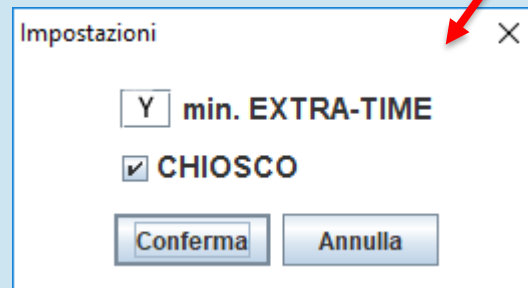 Impostazioni
Y min. EXTRA-TIME
CHIOSCO
Conferma Annulla